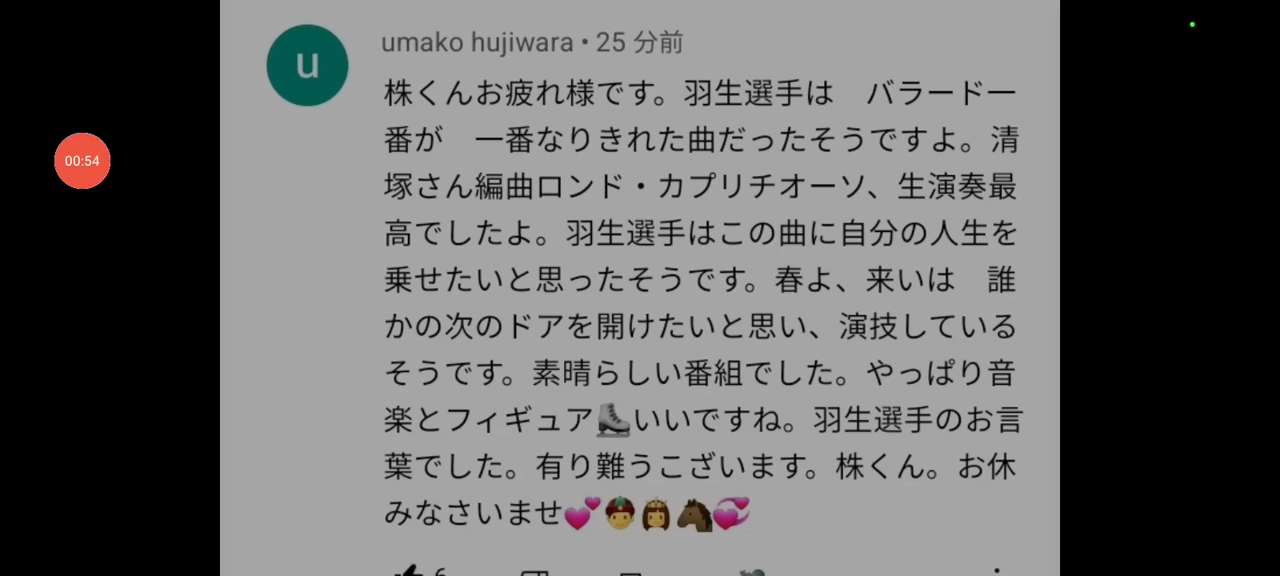 u
umako hujiwara • 25 分前
株くんお疲れ様です。羽生選手は　バラード一
番が　一番なりきれた曲だったそうですよ。清
塚さん編曲ロンド・カプリチオーソ、生演奏最
高でしたよ。羽生選手はこの曲に自分の人生を
乗せたいと思ったそうです。春よ、来いは　誰
かの次のドアを開けたいと思い、演技している
そうです。素晴らしい番組でした。やっぱり音
楽とフィギュア⛸いいですね。羽生選手のお言
葉でした。有り難うこざいます。株くん。お休
みなさいませ💕👲👸🐴💞
00:54